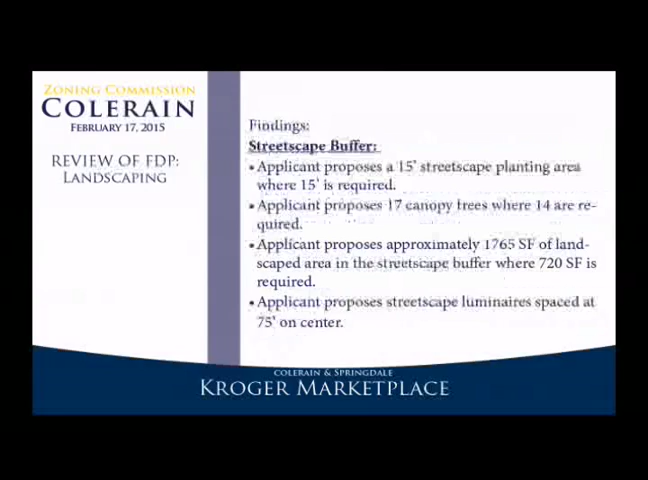 ZONING COMMISSION
COLERAIN
FEBRUARY 17, 2015
REVIEW OF FDP:
LANDSCAPING
Findings:
Streetscape Buffer:
• Applicant proposes a 15' streetscape planting area
where 15' is required.
• Applicant proposes 17 canopy trees where 14 are re-
quired.
• Applicant proposes approximately 1765 SF of land-
scaped area in the streetscape buffer where 720 SF is
required.
• Applicant proposes streetscape luminaires spaced at
75' on center.
COLERAIN & SPRINGDALE
KROGER MARKETPLACE